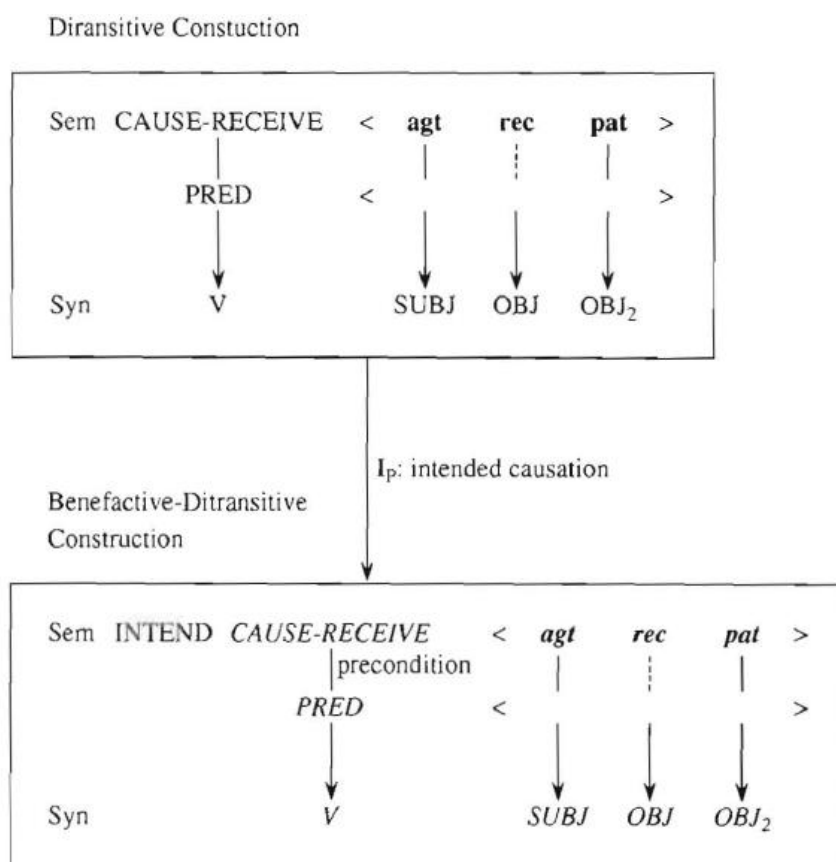 Diransitive Constuction
Sem CAUSE-RECEIVE < agt rec pat >
PRED < >
Syn V SUBJ OBJ OBJ₂
I_P: intended causation
Benefactive-Ditransitive
Construction
Sem INTEND CAUSE-RECEIVE < agt rec pat >
precondition
PRED < >
Syn V SUBJ OBJ OBJ₂